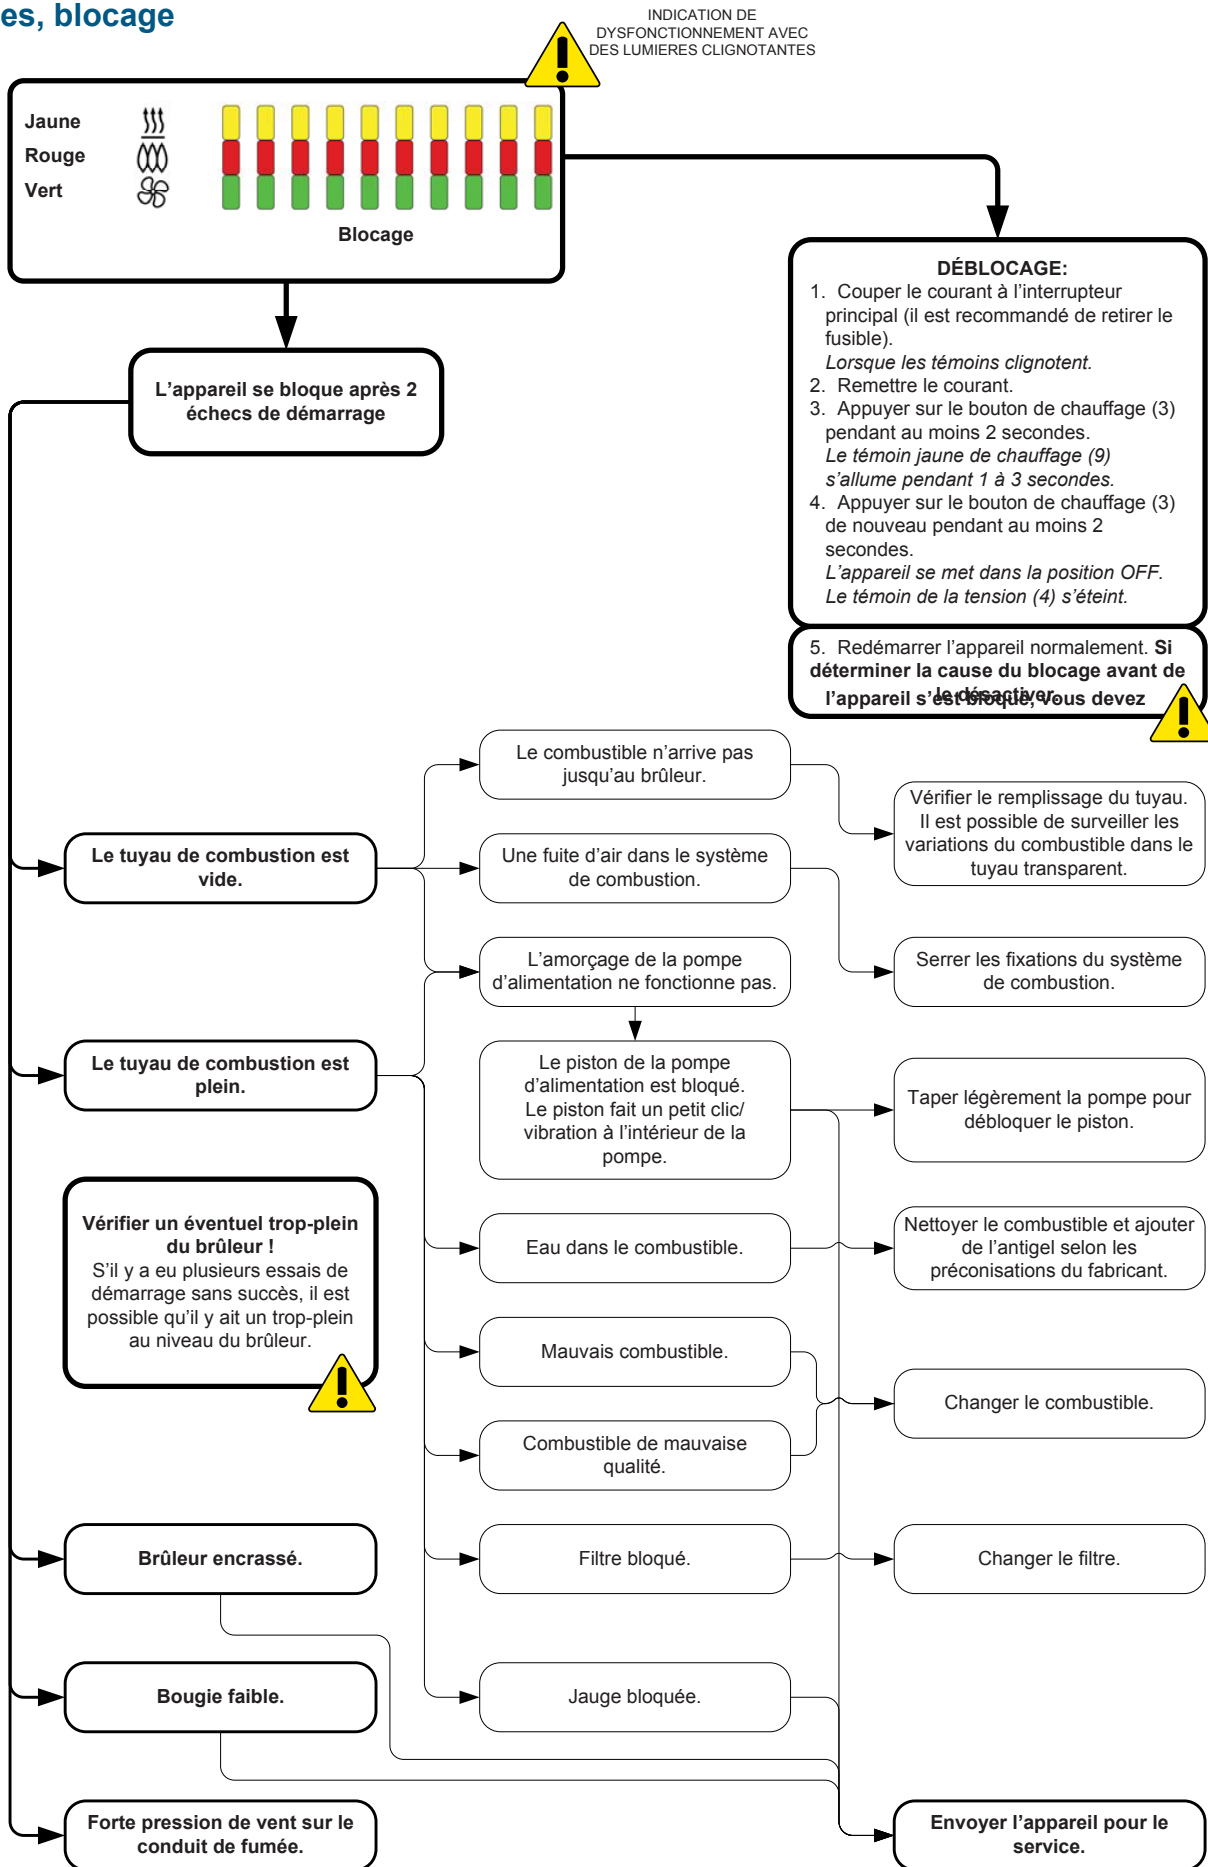 es, blocage
INDICATION DE
DYSFONCTIONNEMENT AVEC
DES LUMIERES CLIGNOTANTES
Jaune
Rouge
Vert
Blocage
L'appareil se bloque après 2
échecs de démarrage
DÉBLOCAGE:
1. Couper le courant à l'interrupteur
principal (il est recommandé de retirer le
fusible).
Lorsque les témoins clignotent.
2. Remettre le courant.
3. Appuyer sur le bouton de chauffage (3)
pendant au moins 2 secondes.
Le témoin jaune de chauffage (9)
s'allume pendant 1 à 3 secondes.
4. Appuyer sur le bouton de chauffage (3)
de nouveau pendant au moins 2
secondes.
L'appareil se met dans la position OFF.
Le témoin de la tension (4) s'éteint.
5. Redémarrer l'appareil normalement. Si
déterminer la cause du blocage avant de
l'appareil s'est bloqué, vous devez
le désactiver.
Le combustible n'arrive pas
jusqu'au brûleur.
Vérifier le remplissage du tuyau.
Il est possible de surveiller les
variations du combustible dans le
tuyau transparent.
Le tuyau de combustion est
vide.
Une fuite d'air dans le système
de combustion.
L'amorçage de la pompe
d'alimentation ne fonctionne pas.
Serrer les fixations du système
de combustion.
Le tuyau de combustion est
plein.
Le piston de la pompe
d'alimentation est bloqué.
Le piston fait un petit clic/
vibration à l'intérieur de la
pompe.
Taper légèrement la pompe pour
débloquer le piston.
Vérifier un éventuel trop-plein
du brûleur !
S'il y a eu plusieurs essais de
démarrage sans succès, il est
possible qu'il y ait un trop-plein
au niveau du brûleur.
Eau dans le combustible.
Nettoyer le combustible et ajouter
de l'antigel selon les
préconisations du fabricant.
Mauvais combustible.
Changer le combustible.
Combustible de mauvaise
qualité.
Brûleur encrassé.
Filtre bloqué.
Changer le filtre.
Bougie faible.
Jauge bloquée.
Forte pression de vent sur le
conduit de fumée.
Envoyer l'appareil pour le
service.